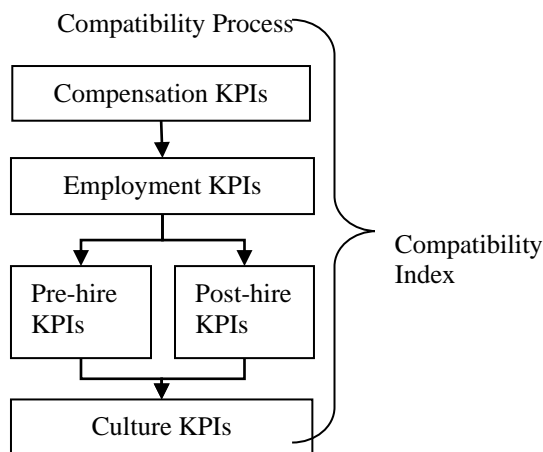 Compatibility Process
Compensation KPIs
Employment KPIs
Pre-hire
KPIs
Post-hire
KPIs
Compatibility
Index
Culture KPIs